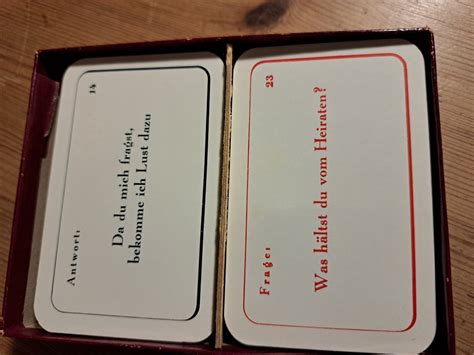 14
Antwort:
Da du mich fragst,
bekomme ich Lust dazu
23
Frage:
Was hältst du vom Heiraten?